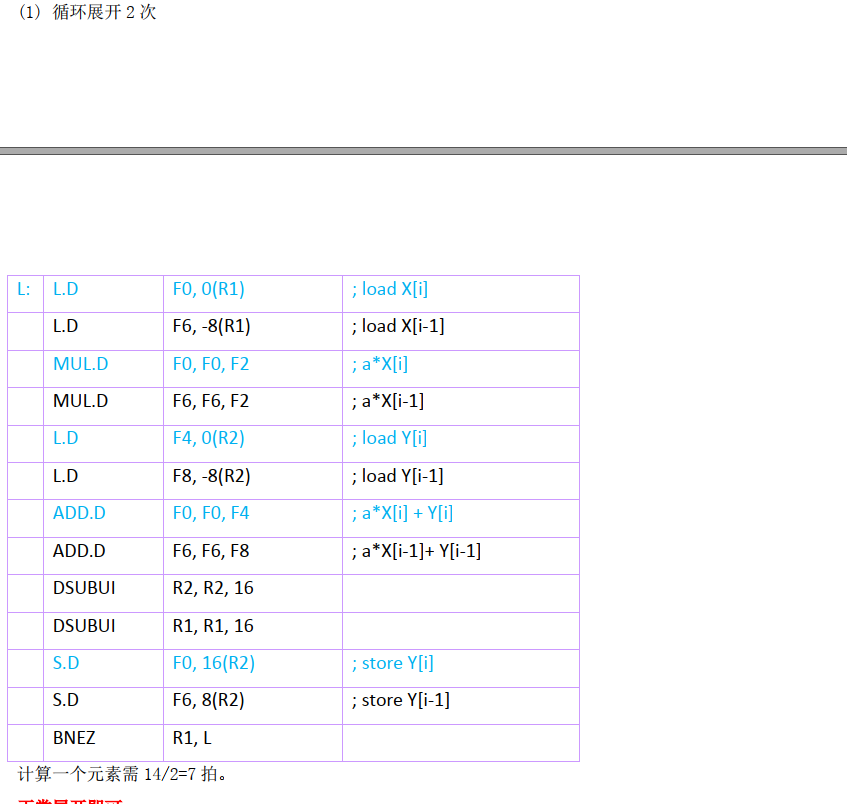 (1) 循环展开 2 次
L: L.D F0, 0(R1) ; load X[i]
L.D F6, -8(R1) ; load X[i-1]
MUL.D F0, F0, F2 ; a*X[i]
MUL.D F6, F6, F2 ; a*X[i-1]
L.D F4, 0(R2) ; load Y[i]
L.D F8, -8(R2) ; load Y[i-1]
ADD.D F0, F0, F4 ; a*X[i] + Y[i]
ADD.D F6, F6, F8 ; a*X[i-1]+ Y[i-1]
DSUBUI R2, R2, 16
DSUBUI R1, R1, 16
S.D F0, 16(R2) ; store Y[i]
S.D F6, 8(R2) ; store Y[i-1]
BNEZ R1, L
计算一个元素需 14/2=7 拍。